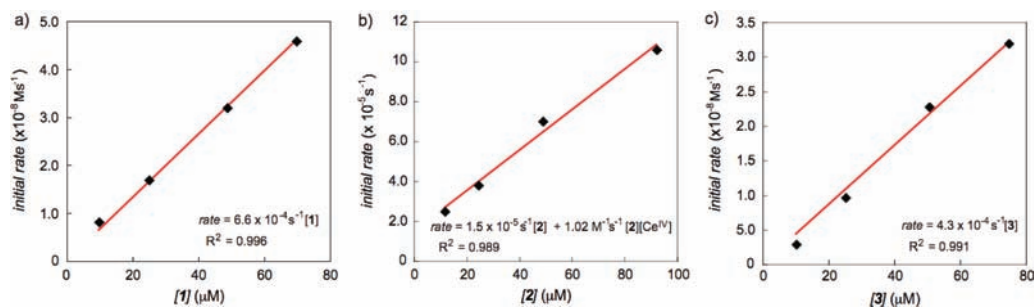 a)
5.0
4.0
3.0
2.0
1.0
0
20
40
60
80
initial rate (x10⁻⁸ Ms⁻¹)
[1] (μM)
rate = 6.6 x 10⁻⁴ s⁻¹ [1]
R² = 0.996
b)
12
10
8.0
6.0
4.0
2.0
0
20
40
60
80
100
initial rate (x 10⁻⁵ s⁻¹)
[2] (μM)
rate = 1.5 x 10⁻⁵ s⁻¹ [2] + 1.02 M⁻¹s⁻¹ [2][Ce^IV]
R² = 0.989
c)
3.5
3.0
2.5
2.0
1.5
1.0
5.0
0
20
40
60
80
initial rate (x10⁻⁸ Ms⁻¹)
[3] (μM)
rate = 4.3 x 10⁻⁴ s⁻¹[3]
R² = 0.991